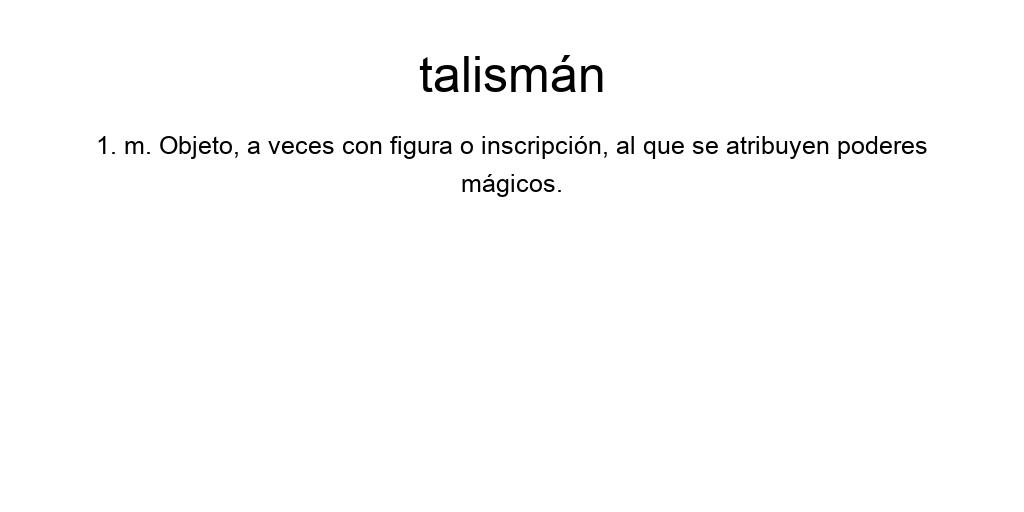 talismán
1. m. Objeto, a veces con figura o inscripción, al que se atribuyen poderes
mágicos.